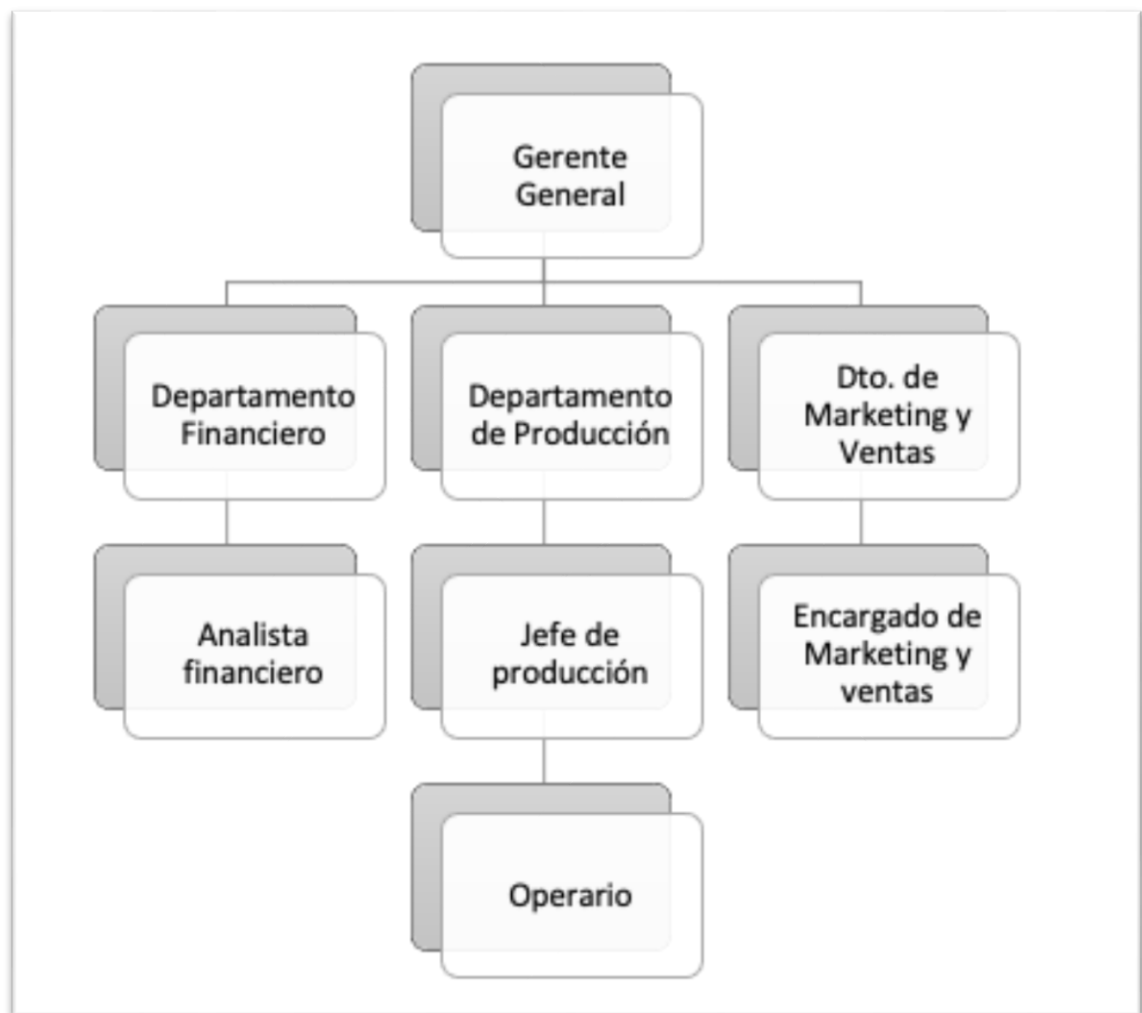 Gerente
General
Departamento
Financiero
Departamento
de Producción
Dto. de
Marketing y
Ventas
Analista
financiero
Jefe de
producción
Encargado de
Marketing y
ventas
Operario